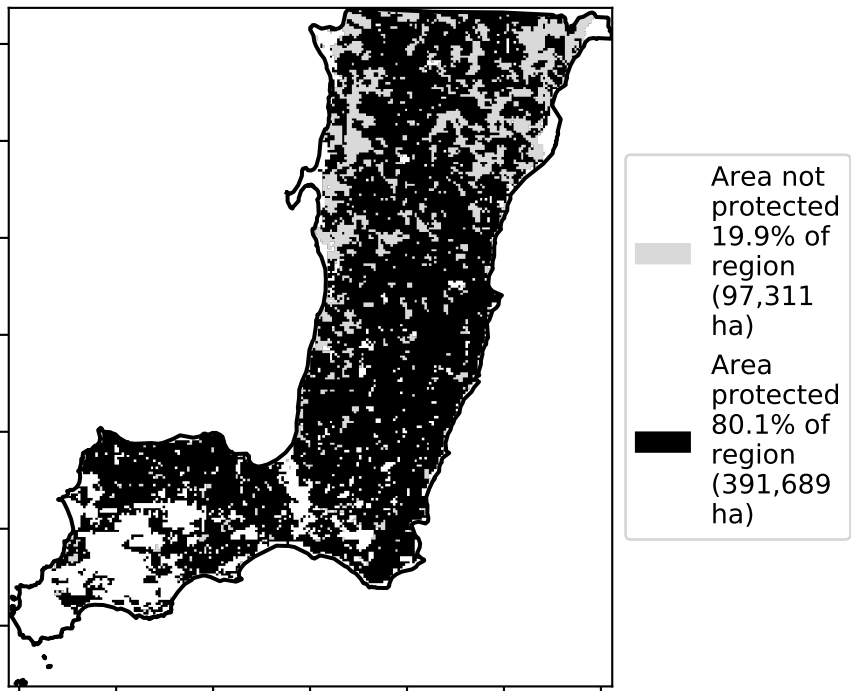 Area not
protected
19.9% of
region
(97,311
ha)
Area
protected
80.1% of
region
(391,689
ha)